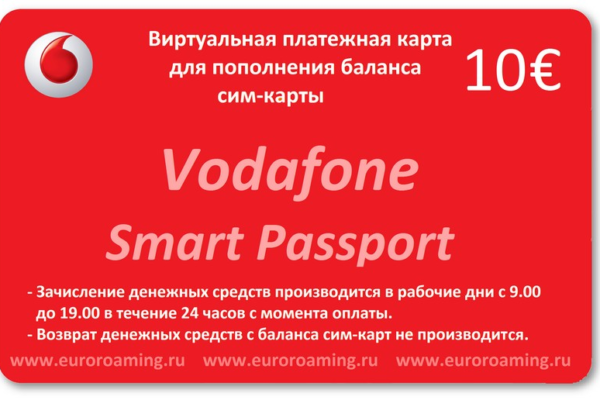 Виртуальная платежная карта
для пополнения баланса
сим-карты
10€
Vodafone
Smart Passport
- Зачисление денежных средств производится в рабочие дни с 9.00
до 19.00 в течение 24 часов с момента оплаты.
- Возврат денежных средств с баланса сим-карт не производится.
www.euroroaming.ru www.euroroaming.ru www.euroroaming.ru